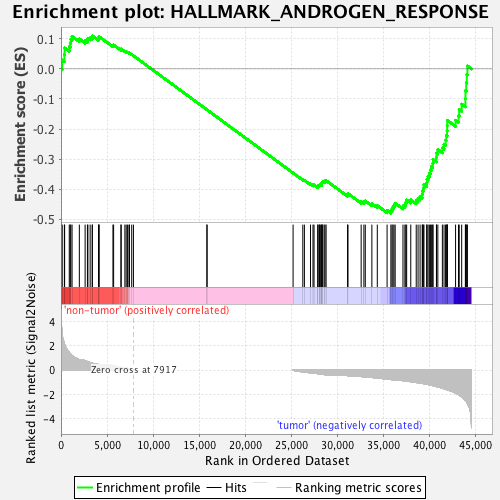 Enrichment plot: HALLMARK_ANDROGEN_RESPONSE
Enrichment score (ES)
0.1
0.0
-0.1
-0.2
-0.3
-0.4
-0.5
Ranked list metric (Signal2Noise)
'non-tumor' (positively correlated)
4
2
0
-2
-4
Zero cross at 7917
'tumor' (negatively correlated)
0
5,000
10,000
15,000
20,000
25,000
30,000
35,000
40,000
45,000
Rank in Ordered Dataset
Enrichment profile
Hits
Ranking metric scores